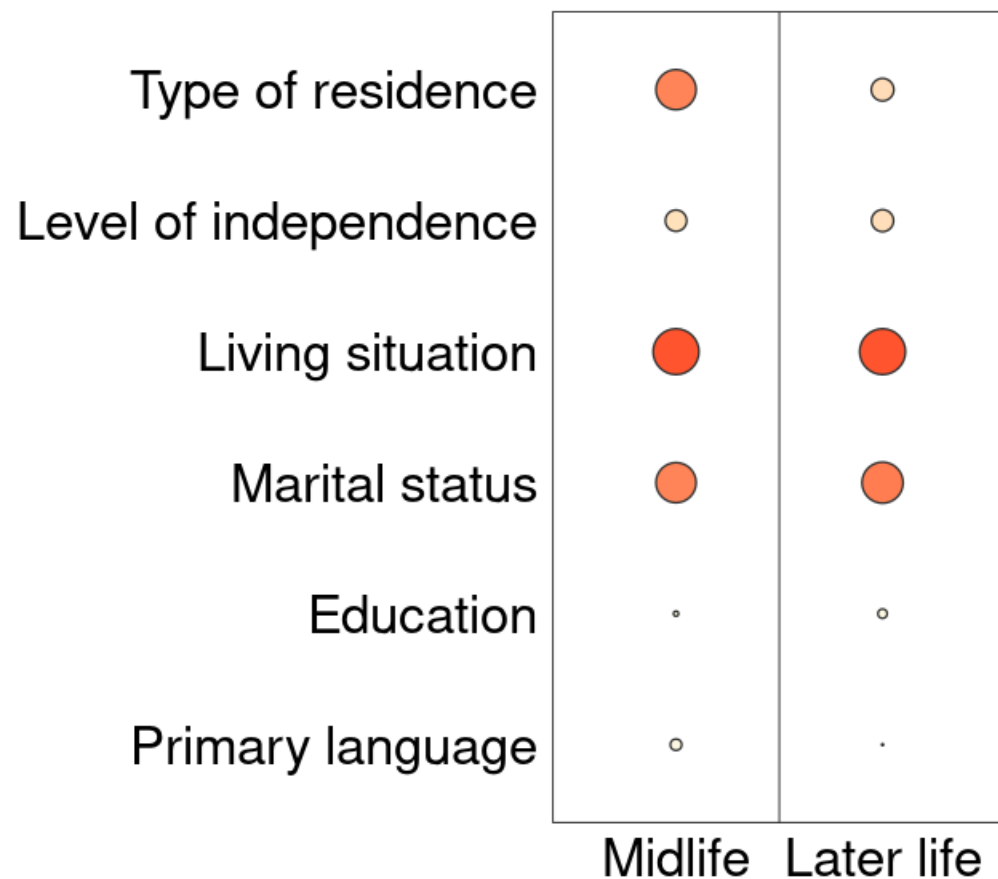 Type of residence
Level of independence
Living situation
Marital status
Education
Primary language
Midlife Later life